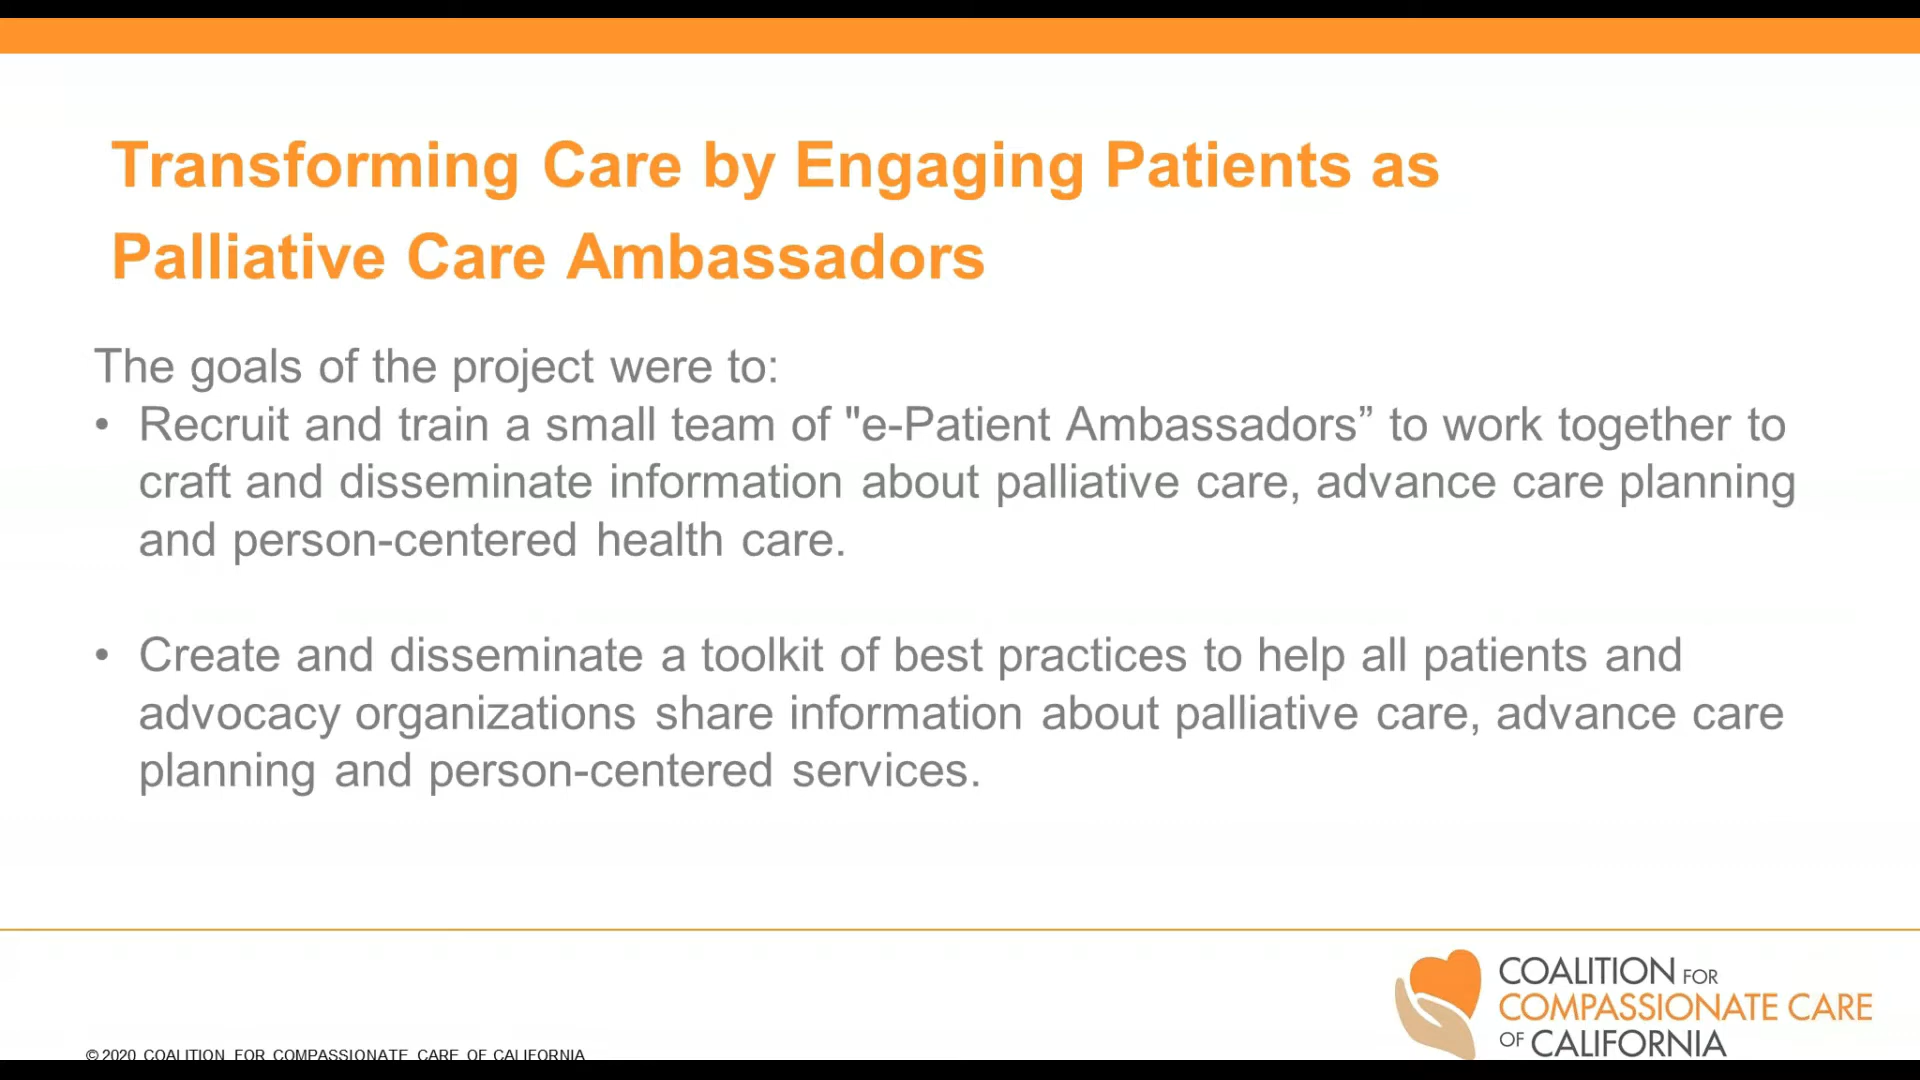 Transforming Care by Engaging Patients as
Palliative Care Ambassadors
The goals of the project were to:
• Recruit and train a small team of "e-Patient Ambassadors” to work together to
craft and disseminate information about palliative care, advance care planning
and person-centered health care.
• Create and disseminate a toolkit of best practices to help all patients and
advocacy organizations share information about palliative care, advance care
planning and person-centered services.
COALITION FOR
COMPASSIONATE CARE
OF CALIFORNIA
© 2020 COALITION FOR COMPASSIONATE CARE OF CALIFORNIA